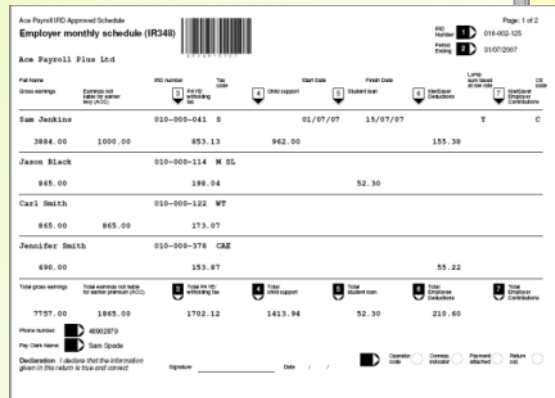 Ace Payroll IRD Approved Schedule Page: 1 of 2
Employer monthly schedule (IR348) IRD Number 1 018-902-125
Ace Payroll Plus Ltd Period Ending 2 31/07/2007
Full Name IRD number Tax code Start Date Finish Date Lump sum taxed at low rate CS code
Gross earnings Earnings not liable for earner levy (ACC) 3 PAYE/ withholding tax 4 Child support 5 Student loan 6 KiwiSaver Deductions 7 KiwiSaver Employer Contributions
Sam Jenkins 010-000-041 S 01/07/07 15/07/07 Y C
3884.00 1000.00 853.13 962.00 155.38
Jason Black 010-000-114 M SL
865.00 198.04 52.30
Carl Smith 010-000-122 WT
865.00 865.00 173.07
Jennifer Smith 010-000-378 CAE
690.00 153.87 55.22
Total gross earnings Total earnings not liable for earner premium (ACC) 3 Total PAYE/ withholding tax 4 Total child support 5 Total student loan 6 Total Employee Deductions 7 Total Employer Contributions
7757.00 1865.00 1702.12 1413.94 52.30 210.60
Phone number 48902879
Pay Clerk Name Sam Spade
Declaration I declare that the information Operator code Corresp. indicator Payment attached Return cat.
given in this return is true and correct Signature Date / /